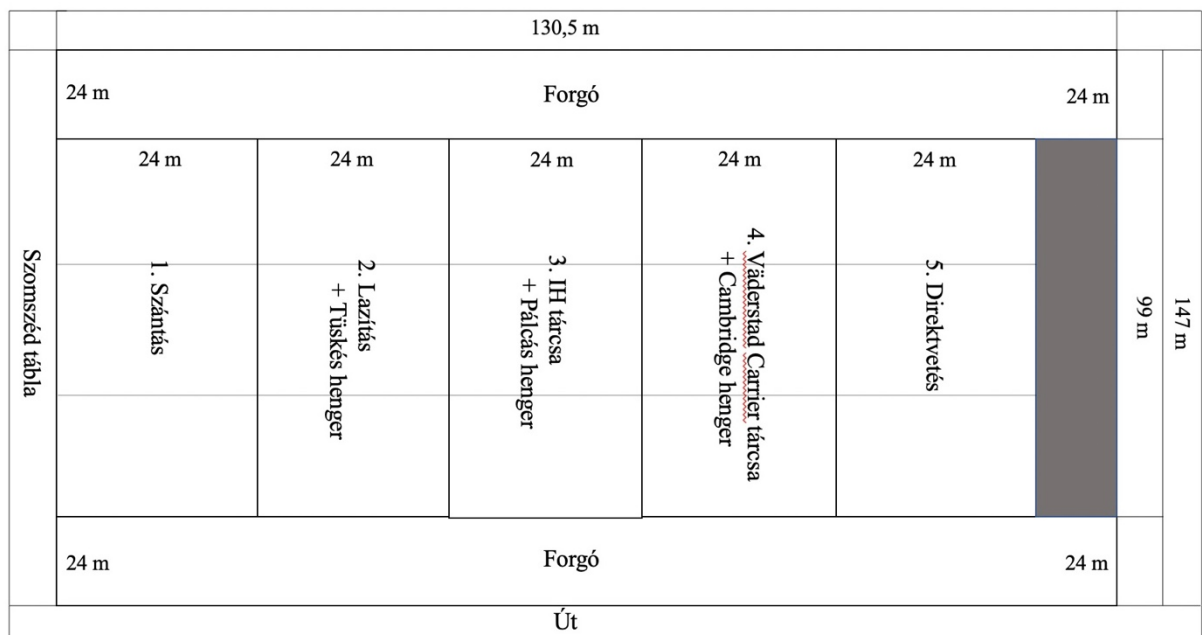 130,5 m
24 m
Forgó
24 m
24 m
24 m
24 m
24 m
24 m
Szomszéd tábla
1. Szántás
2. Lazítás
+ Tüskés henger
3. IH tárcsa
+ Pálcás henger
4. Väderstad Carrier tárcsa
+ Cambridge henger
5. Direktvetés
99 m
147 m
24 m
Forgó
24 m
Út